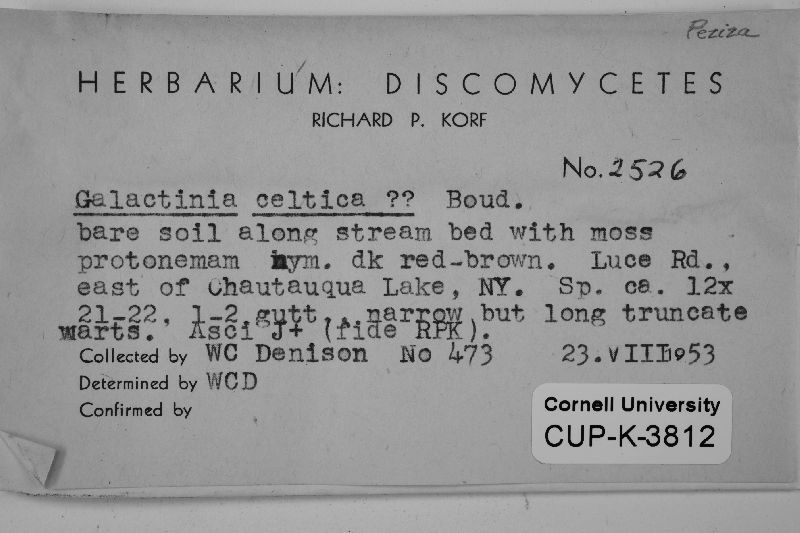 Peziza
HERBARIUM: DISCOMYCETES
RICHARD P. KORF
No. 2526
Galactinia celtica ?? Boud.
bare soil along stream bed with moss
protonemam hym. dk red-brown. Luce Rd.,
east of Chautauqua Lake, NY. Sp. ca. 12x
21-22, 1-2 gutt., narrow but long truncate
warts. Asci J+ (fide RPK).
Collected by WC Denison No 473 23.VIII.53
Determined by WCD
Confirmed by
Cornell University
CUP-K-3812